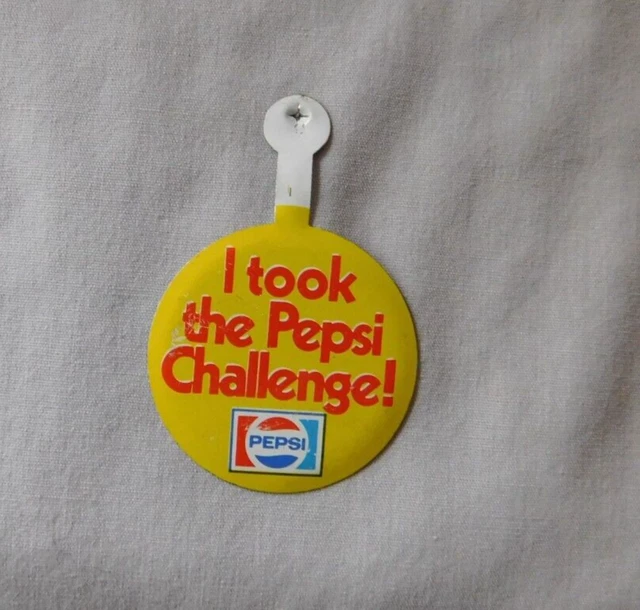 I took
the Pepsi
Challenge!
PEPSI